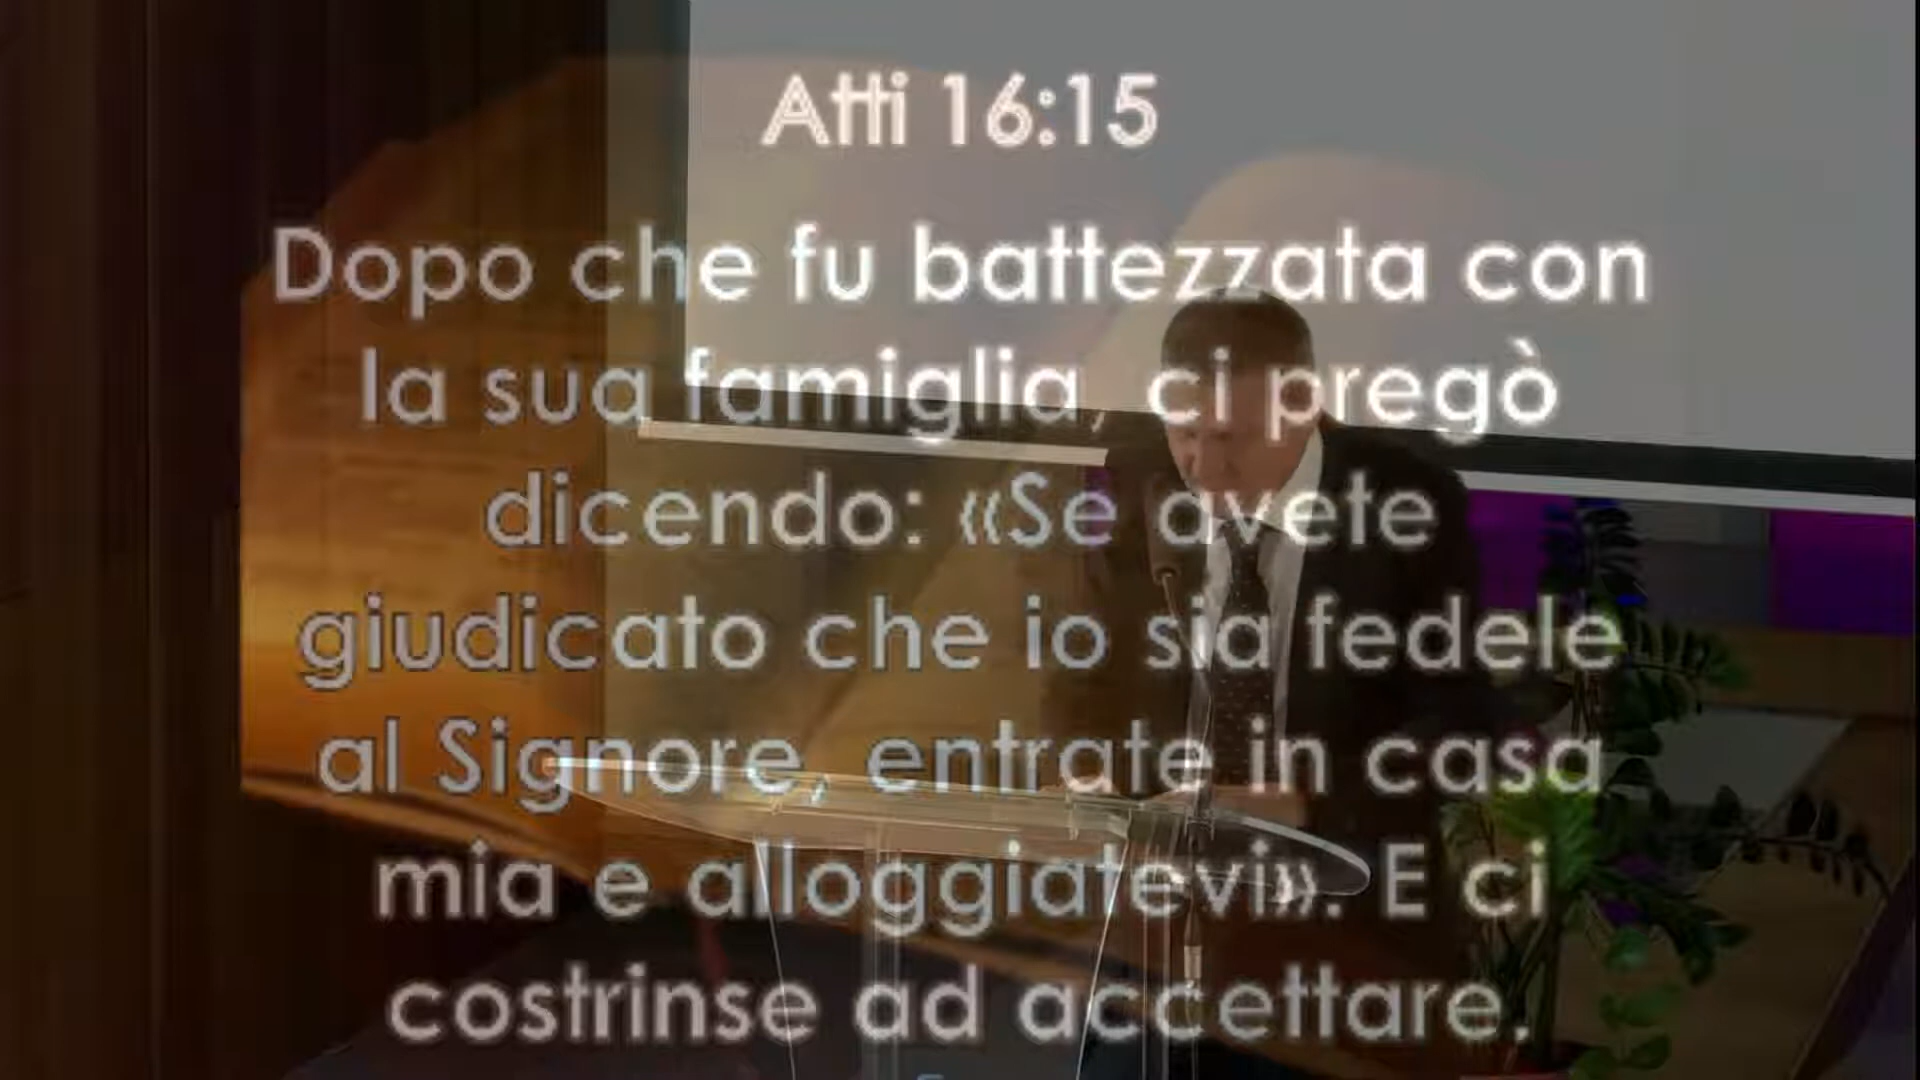 Atti 16:15
Dopo che fu battezzata con
la sua famiglia, ci pregò
dicendo: «Se avete
giudicato che io sia fedele
al Signore, entrate in casa
mia e alloggiatevi». E ci
costrinse ad accettare.